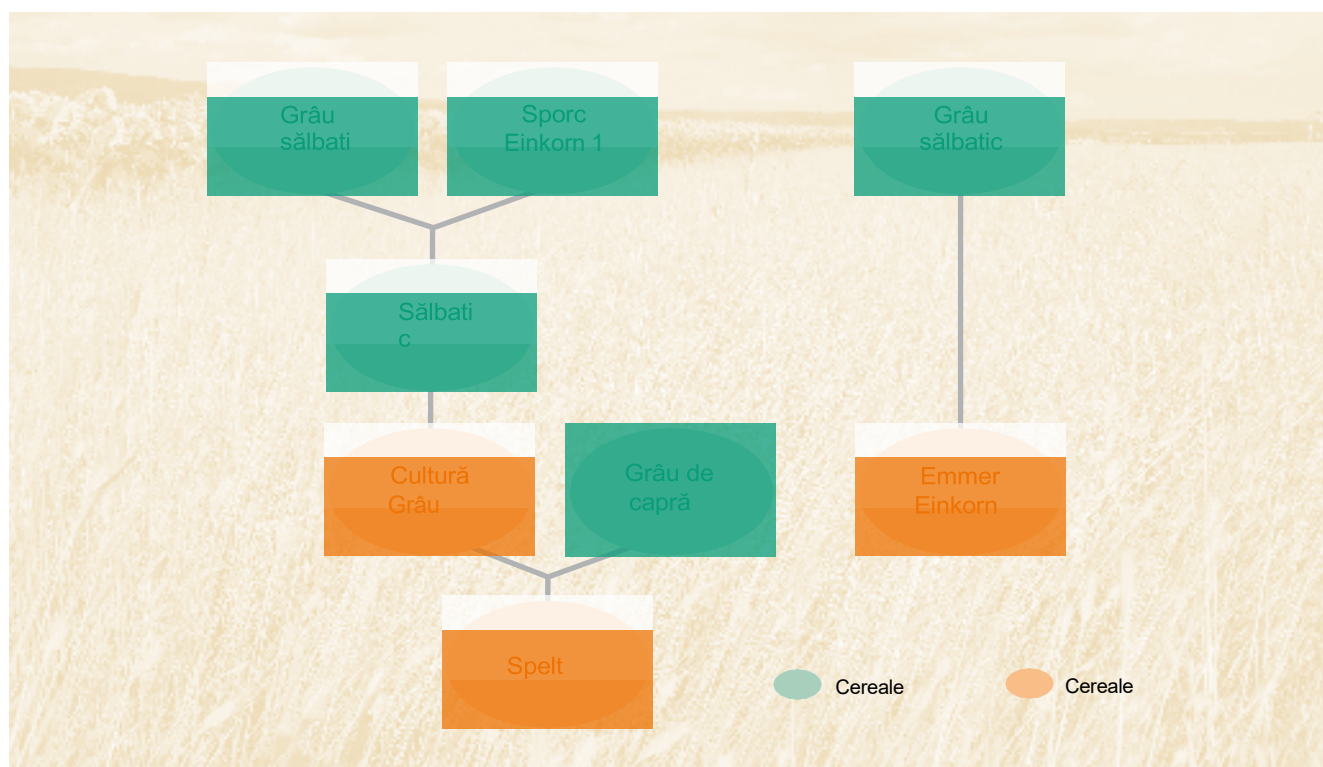 Grâu
sălbati
Sporc
Einkorn 1
Grâu
sălbatic
Sălbati
c
Cultură
Grâu
Grâu de
capră
Emmer
Einkorn
Spelt
Cereale
Cereale